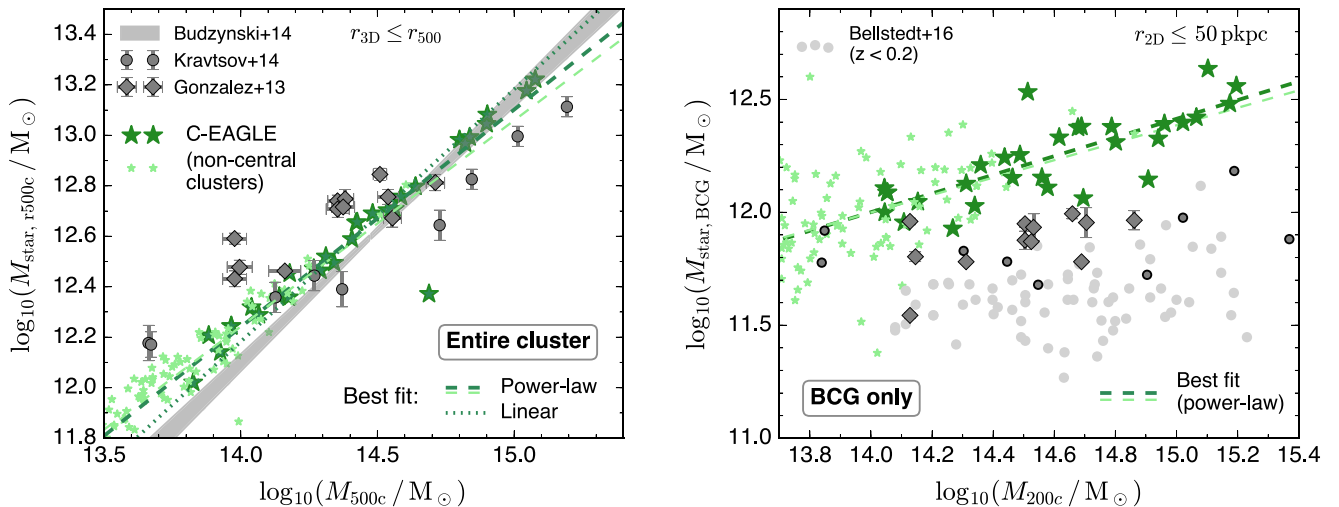 Budzynski+14
r3D ≤ r500
Kravtsov+14
Gonzalez+13
C-EAGLE
(non-central
clusters)
Entire cluster
Best fit:
Power-law
Linear
13.4
13.2
13.0
12.8
12.6
12.4
12.2
12.0
11.8
log10(Mstar, r500c / M⊙)
13.5
14.0
14.5
15.0
log10(M500c / M⊙)
Bellstedt+16
(z < 0.2)
r2D ≤ 50 pkpc
BCG only
Best fit
(power-law)
12.5
12.0
11.5
11.0
log10(Mstar, BCG / M⊙)
13.8
14.0
14.2
14.4
14.6
14.8
15.0
15.2
15.4
log10(M200c / M⊙)